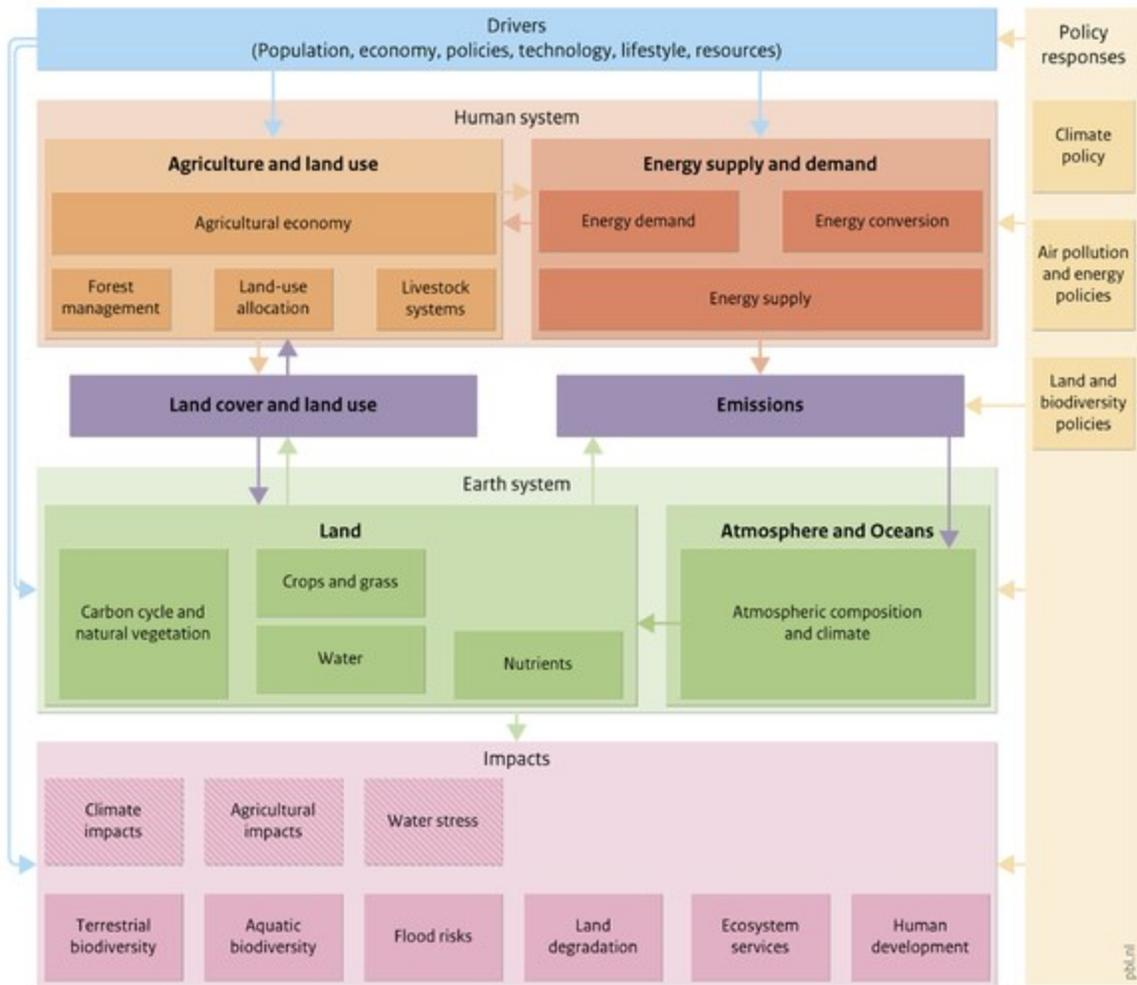 Drivers
(Population, economy, policies, technology, lifestyle, resources)
Policy
responses
Human system
Agriculture and land use
Agricultural economy
Forest
management
Land-use
allocation
Livestock
systems
Energy supply and demand
Energy demand
Energy conversion
Energy supply
Climate
policy
Air pollution
and energy
policies
Land and
biodiversity
policies
Land cover and land use
Emissions
Earth system
Land
Carbon cycle and
natural vegetation
Crops and grass
Water
Nutrients
Atmosphere and Oceans
Atmospheric composition
and climate
Impacts
Climate
impacts
Agricultural
impacts
Water stress
Terrestrial
biodiversity
Aquatic
biodiversity
Flood risks
Land
degradation
Ecosystem
services
Human
development
pbl.nl